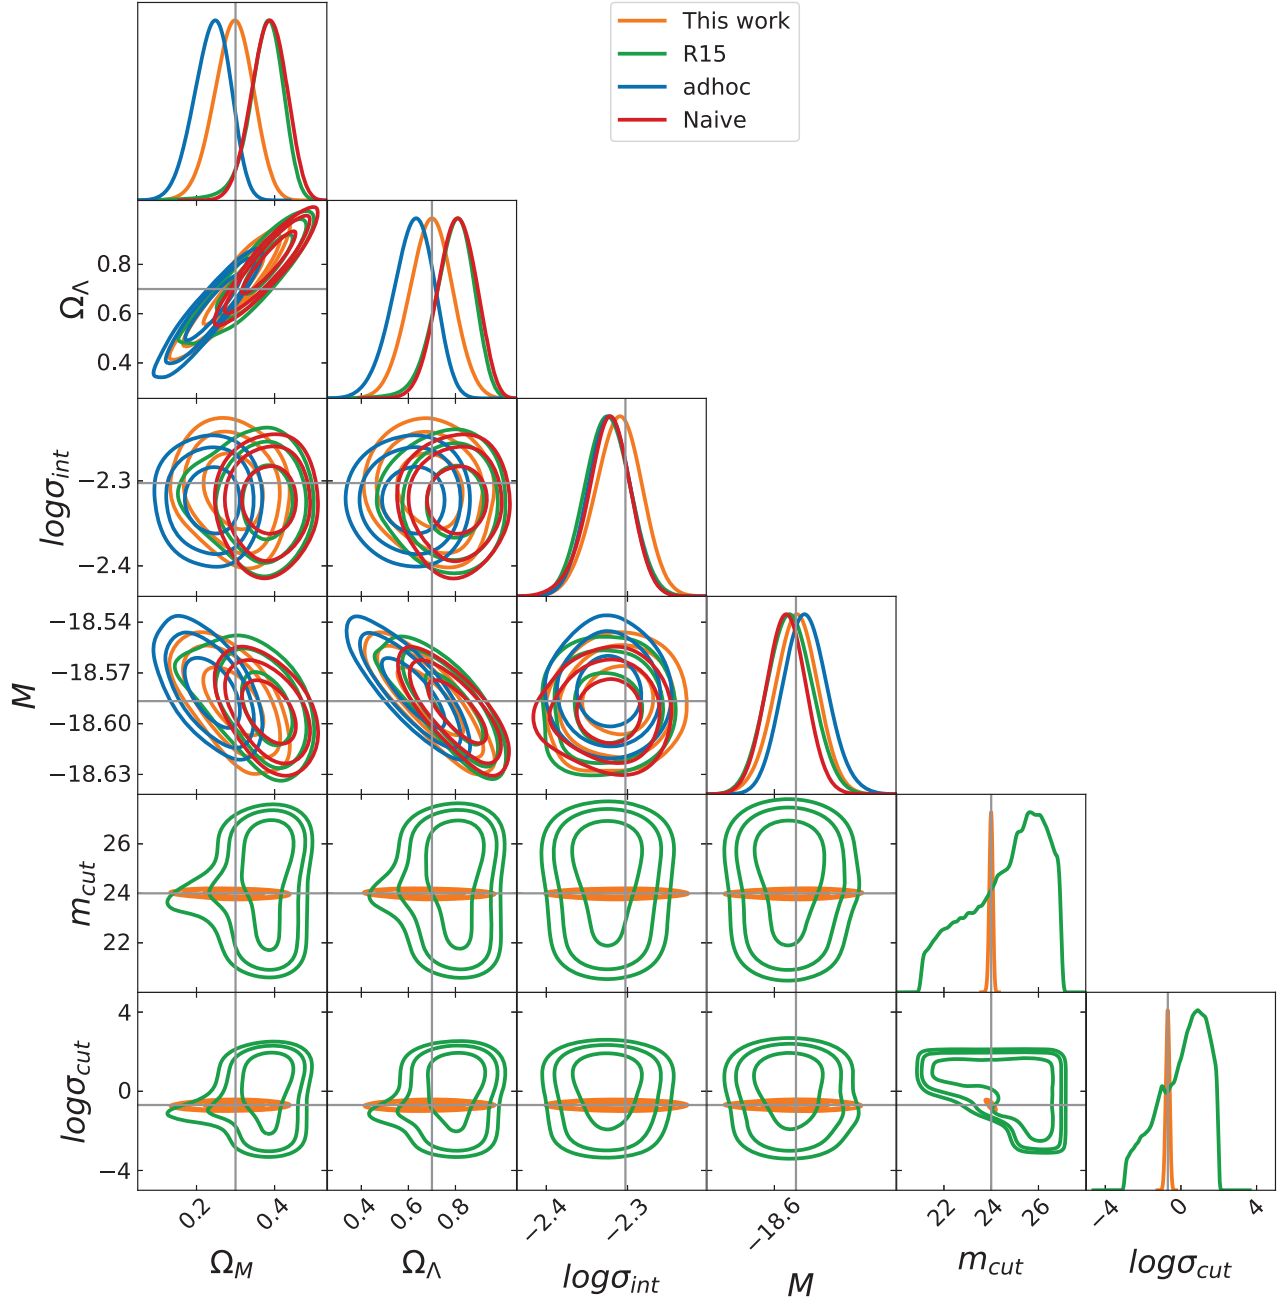 This work
R15
adhoc
Naive
Ω_Λ
0.8
0.6
0.4
logσ_int
−2.3
−2.4
M
−18.54
−18.57
−18.60
−18.63
m_cut
26
24
22
logσ_cut
4
0
−4
0.2 0.4 0.4 0.6 0.8 −2.4 −2.3 −18.6 22 24 26 −4 0 4
Ω_M Ω_Λ logσ_int M m_cut logσ_cut